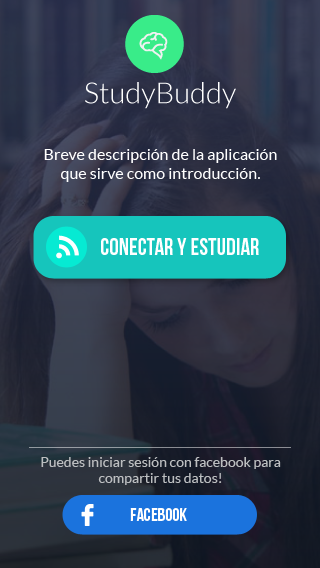 StudyBuddy
Breve descripción de la aplicación
que sirve como introducción.
CONECTAR Y ESTUDIAR
Puedes iniciar sesión con facebook para
compartir tus datos!
f FACEBOOK